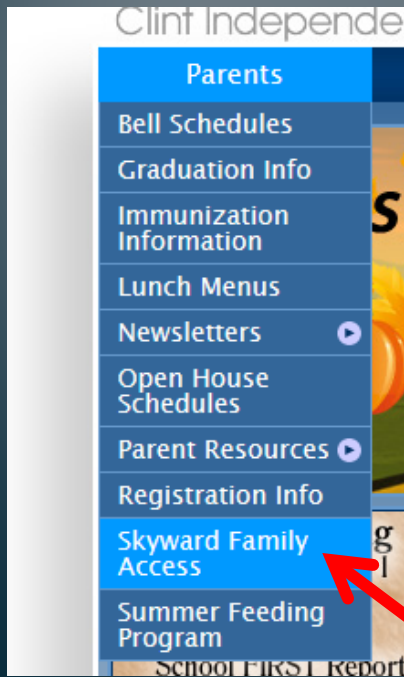 Clint Independe
Parents
Bell Schedules
Graduation Info
Immunization
Information
s
Lunch Menus
Newsletters
Open House
Schedules
Parent Resources
Registration Info
Skyward Family
Access
g
Summer Feeding
Program
School FIRST Report